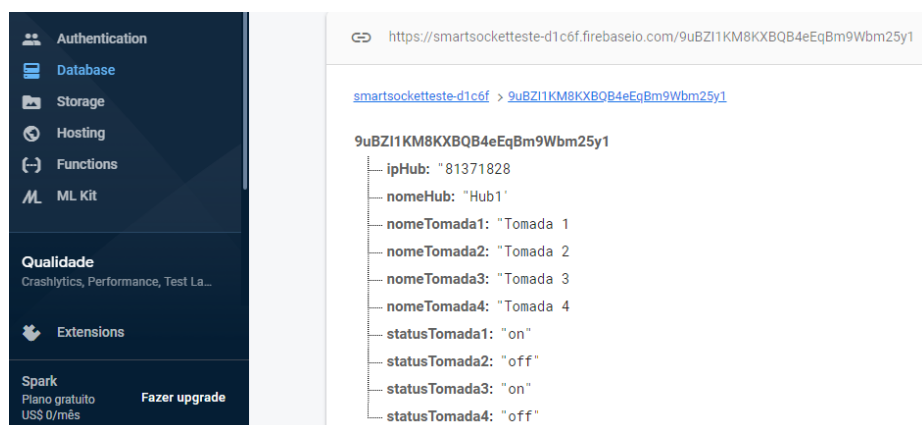 Authentication
Database
Storage
Hosting
Functions
ML Kit
Qualidade
Crashlytics, Performance, Test La...
Extensions
Spark
Plano gratuito
US$ 0/mês
Fazer upgrade
https://smartsocketteste-d1c6f.firebaseio.com/9uBZI1KM8KXBQB4eEqBm9Wbm25y1
smartsocketteste-d1c6f > 9uBZI1KM8KXBQB4eEqBm9Wbm25y1
9uBZI1KM8KXBQB4eEqBm9Wbm25y1
ipHub: "81371828
nomeHub: "Hub1'
nomeTomada1: "Tomada 1
nomeTomada2: "Tomada 2
nomeTomada3: "Tomada 3
nomeTomada4: "Tomada 4
statusTomada1: "on"
statusTomada2: "off"
statusTomada3: "on"
statusTomada4: "off"